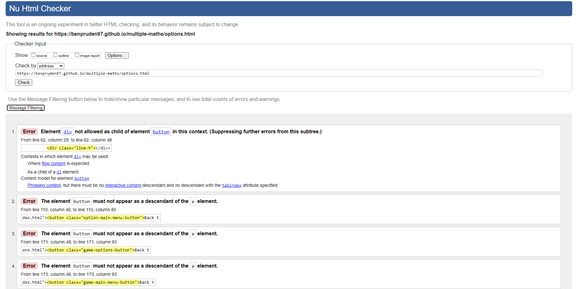 Nu Html Checker
This tool is an ongoing experiment in better HTML checking, and its behavior remains subject to change
Showing results for https://benpruden97.github.io/multiple-maths/options.html
Checker Input
Show source outline image report Options...
Check by address
https://benpruden97.github.io/multiple-maths/options.html
Check
Use the Message Filtering button below to hide/show particular messages, and to see total counts of errors and warnings.
Message Filtering
1. Error Element div not allowed as child of element button in this context. (Suppressing further errors from this subtree.)
From line 62, column 29; to line 62, column 48
<div class="line-h"></div>
Contexts in which element div may be used:
Where flow content is expected.
As a child of a dl element.
Content model for element button:
Phrasing content, but there must be no interactive content descendant and no descendant with the tabindex attribute specified.
2. Error The element button must not appear as a descendant of the a element.
From line 110, column 46; to line 110, column 85
dex.html"><button class="option-main-menu-button">Back t
3. Error The element button must not appear as a descendant of the a element.
From line 171, column 48; to line 171, column 83
ons.html"><button class="game-options-button">Back t
4. Error The element button must not appear as a descendant of the a element.
From line 173, column 46; to line 173, column 83
dex.html"><button class="game-main-menu-button">Back t